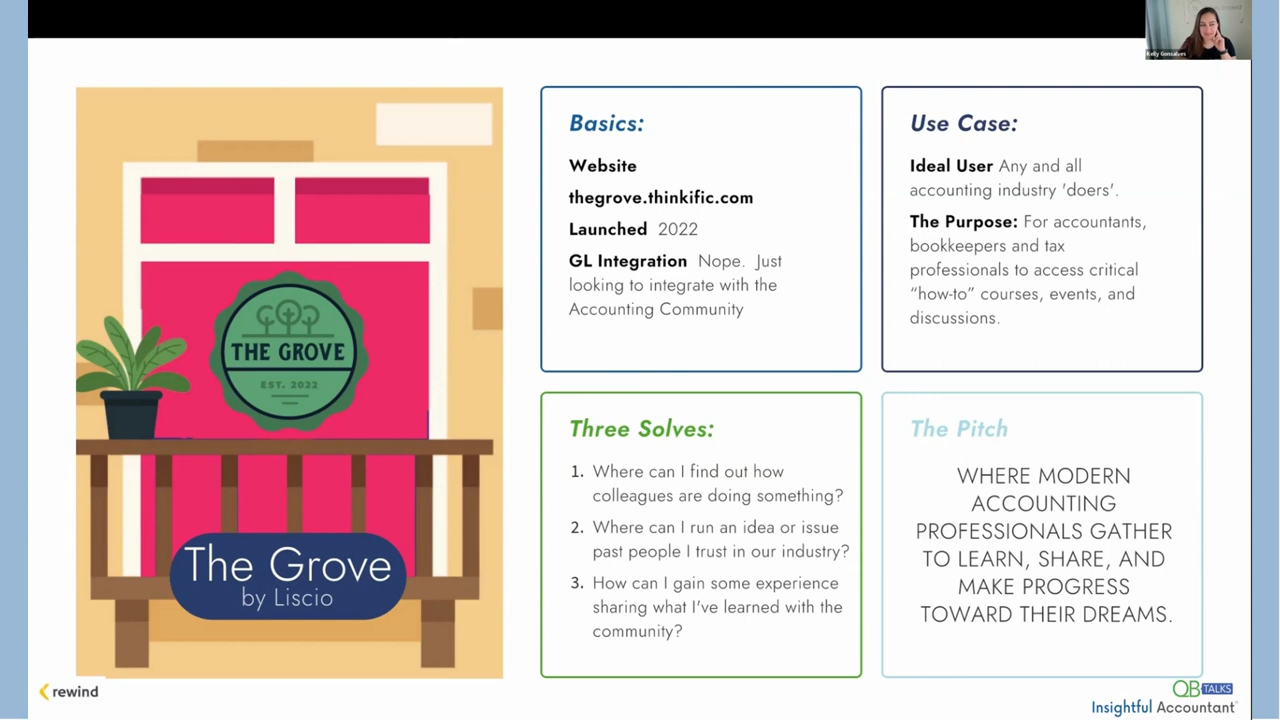 Kelly Gonsalves
THE GROVE
EST. 2022
The Grove
by Liscio
Basics:
Website
thegrove.thinkific.com
Launched 2022
GL Integration Nope. Just
looking to integrate with the
Accounting Community
Use Case:
Ideal User Any and all
accounting industry 'doers'.
The Purpose: For accountants,
bookkeepers and tax
professionals to access critical
“how-to” courses, events, and
discussions.
Three Solves:
1. Where can I find out how
colleagues are doing something?
2. Where can I run an idea or issue
past people I trust in our industry?
3. How can I gain some experience
sharing what I've learned with the
community?
The Pitch
WHERE MODERN
ACCOUNTING
PROFESSIONALS GATHER
TO LEARN, SHARE, AND
MAKE PROGRESS
TOWARD THEIR DREAMS.
rewind
QB TALKS
Insightful Accountant